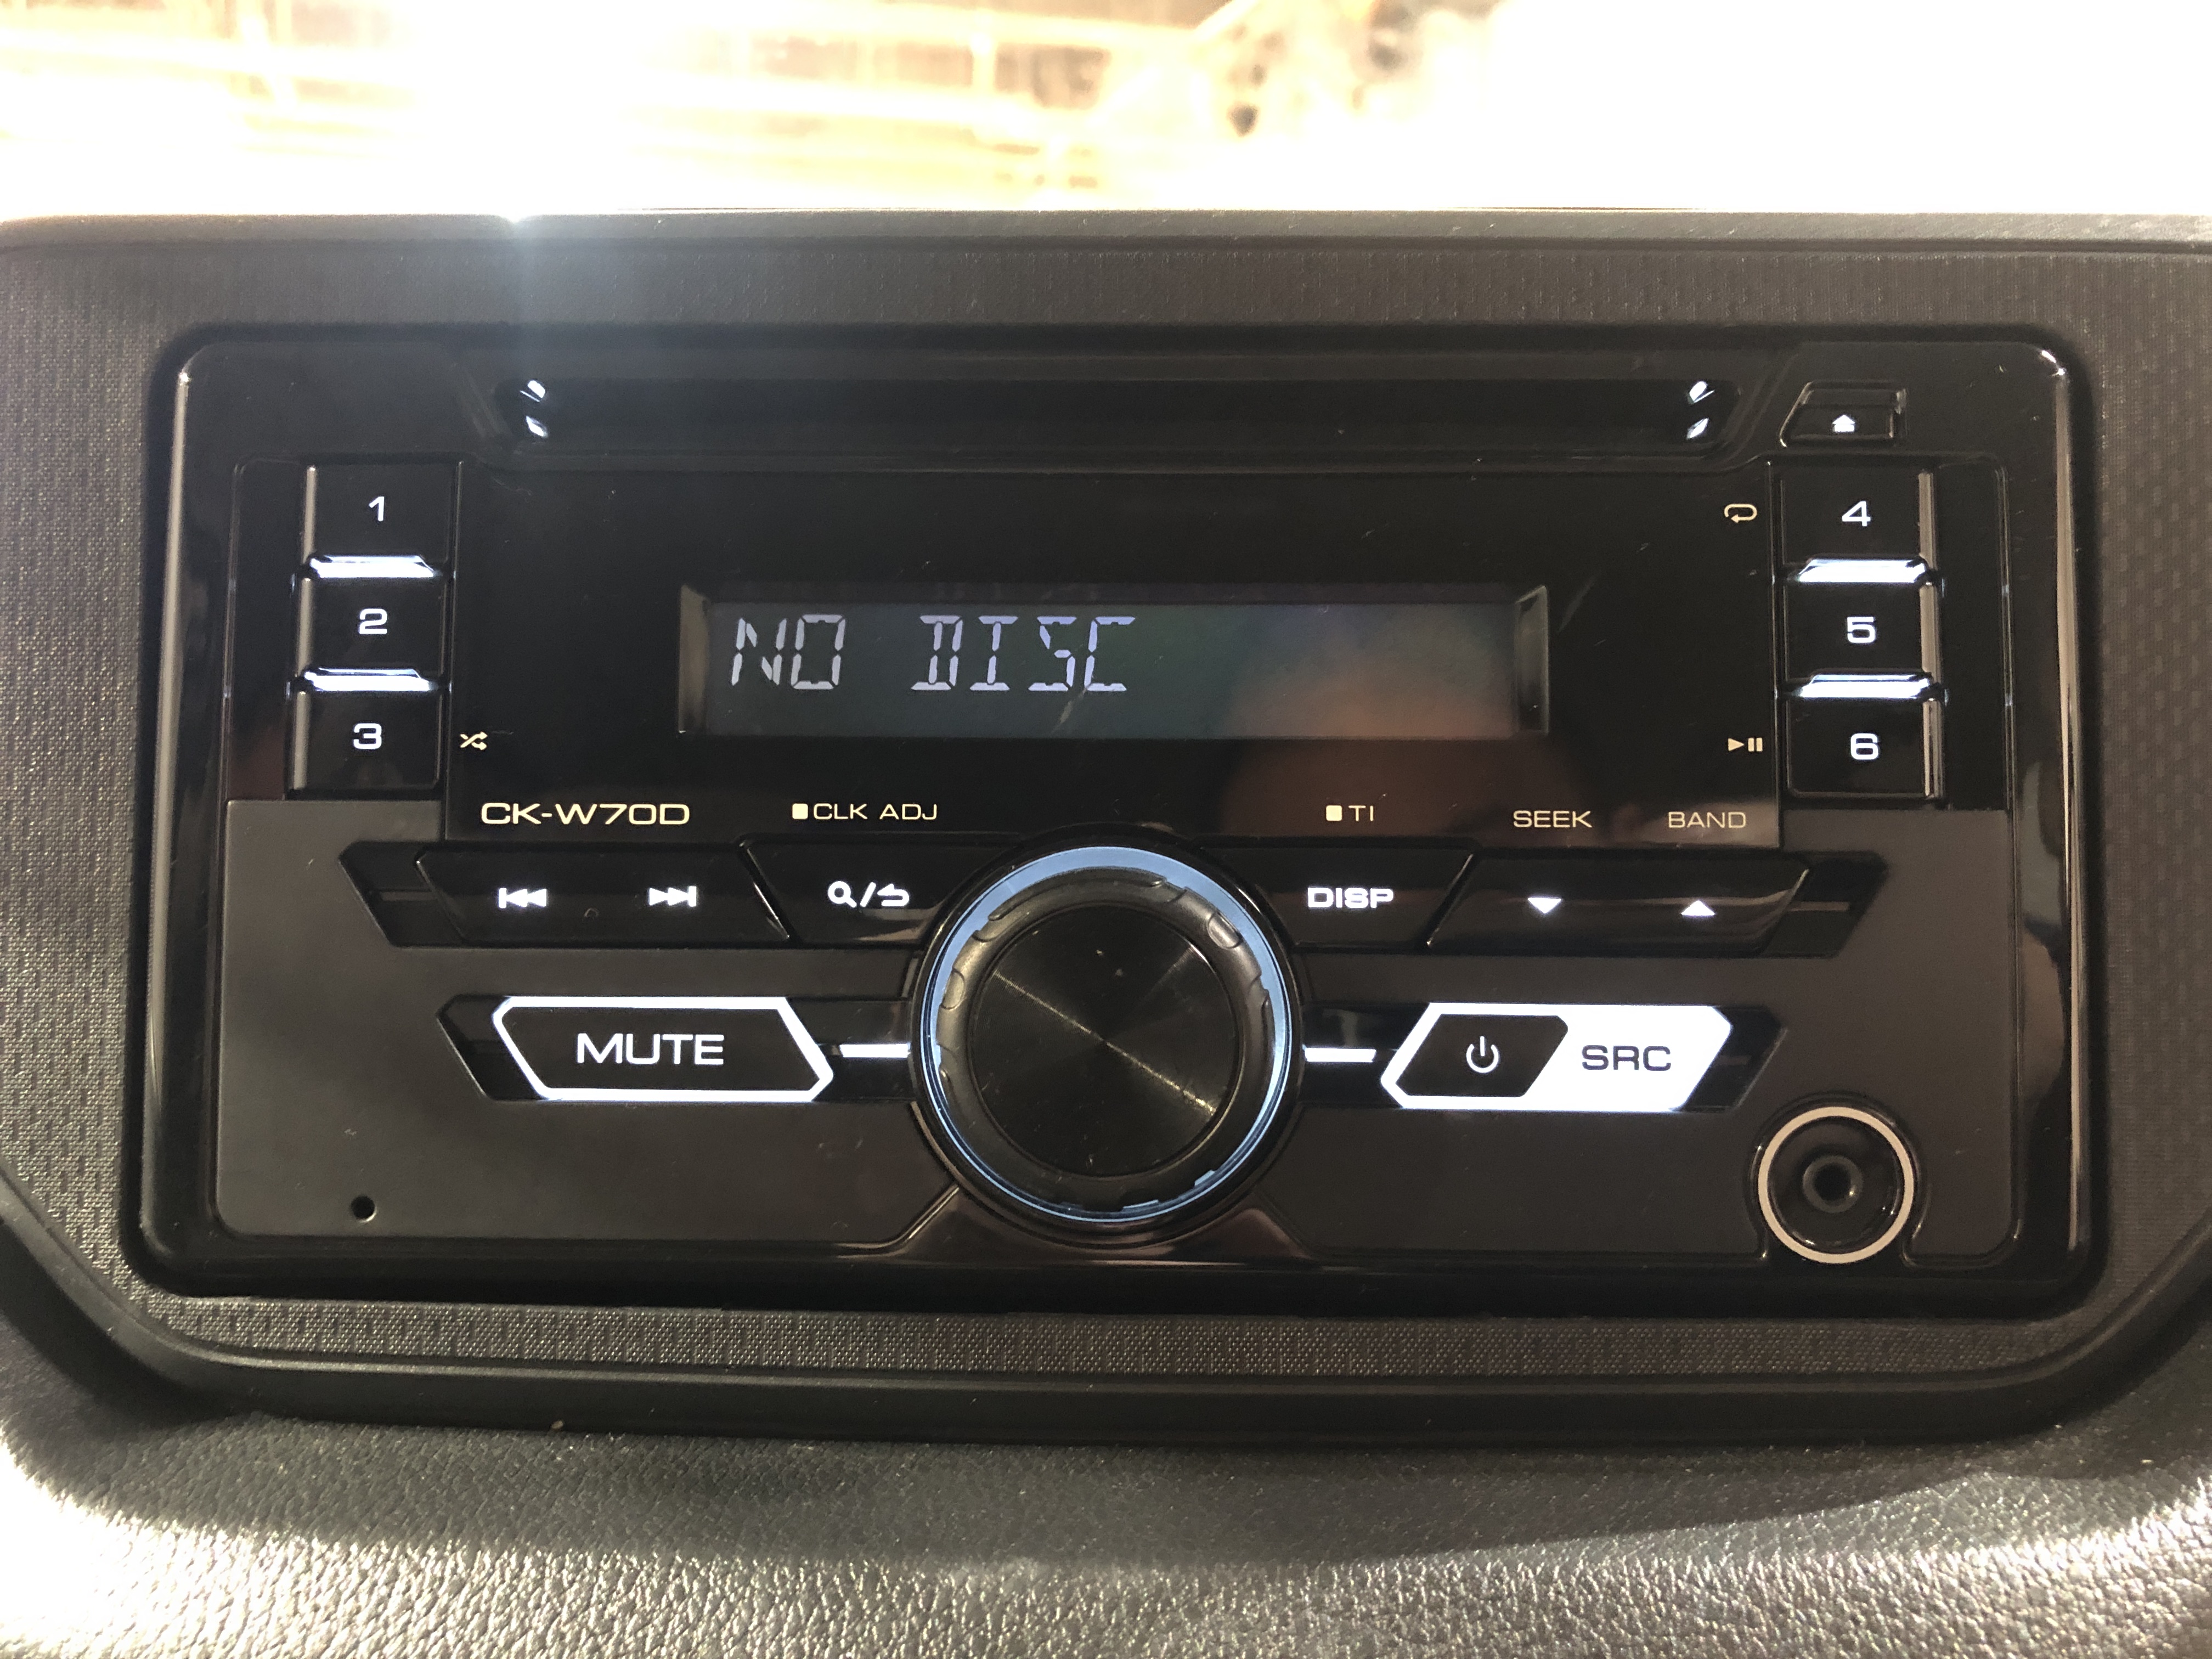 1
4
2
NO DISC
5
3
6
CK-W70D
CLK ADJ
TI
SEEK
BAND
DISP
MUTE
SRC